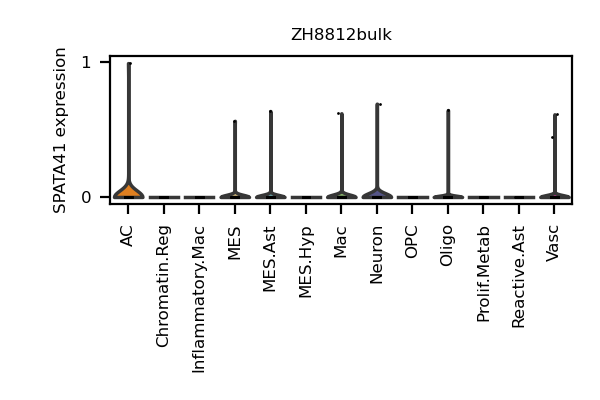 ZH8812bulk
SPATA41 expression
1
0
AC
Chromatin.Reg
Inflammatory.Mac
MES
MES.Ast
MES.Hyp
Mac
Neuron
OPC
Oligo
Prolif.Metab
Reactive.Ast
Vasc